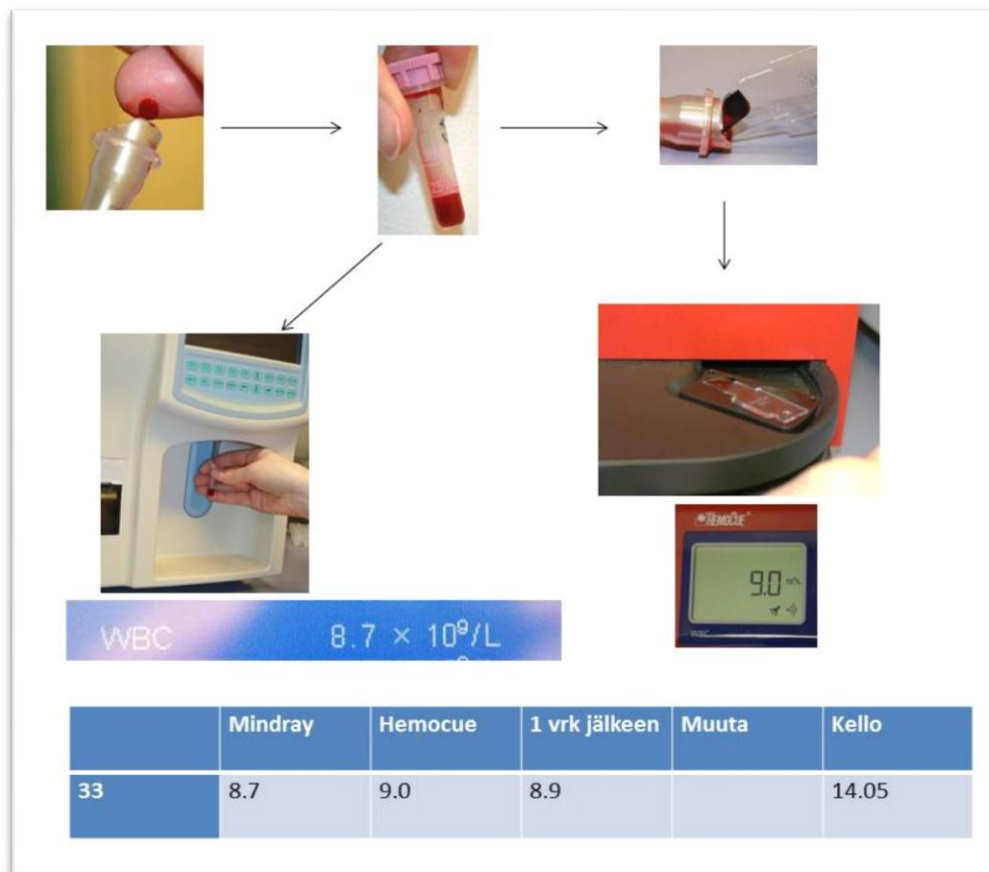 WBC 8.7 × 10⁹/L
HemoCue
9.0 10⁹/L
WBC
Mindray Hemocue 1 vrk jälkeen Muuta Kello
33 8.7 9.0 8.9 14.05